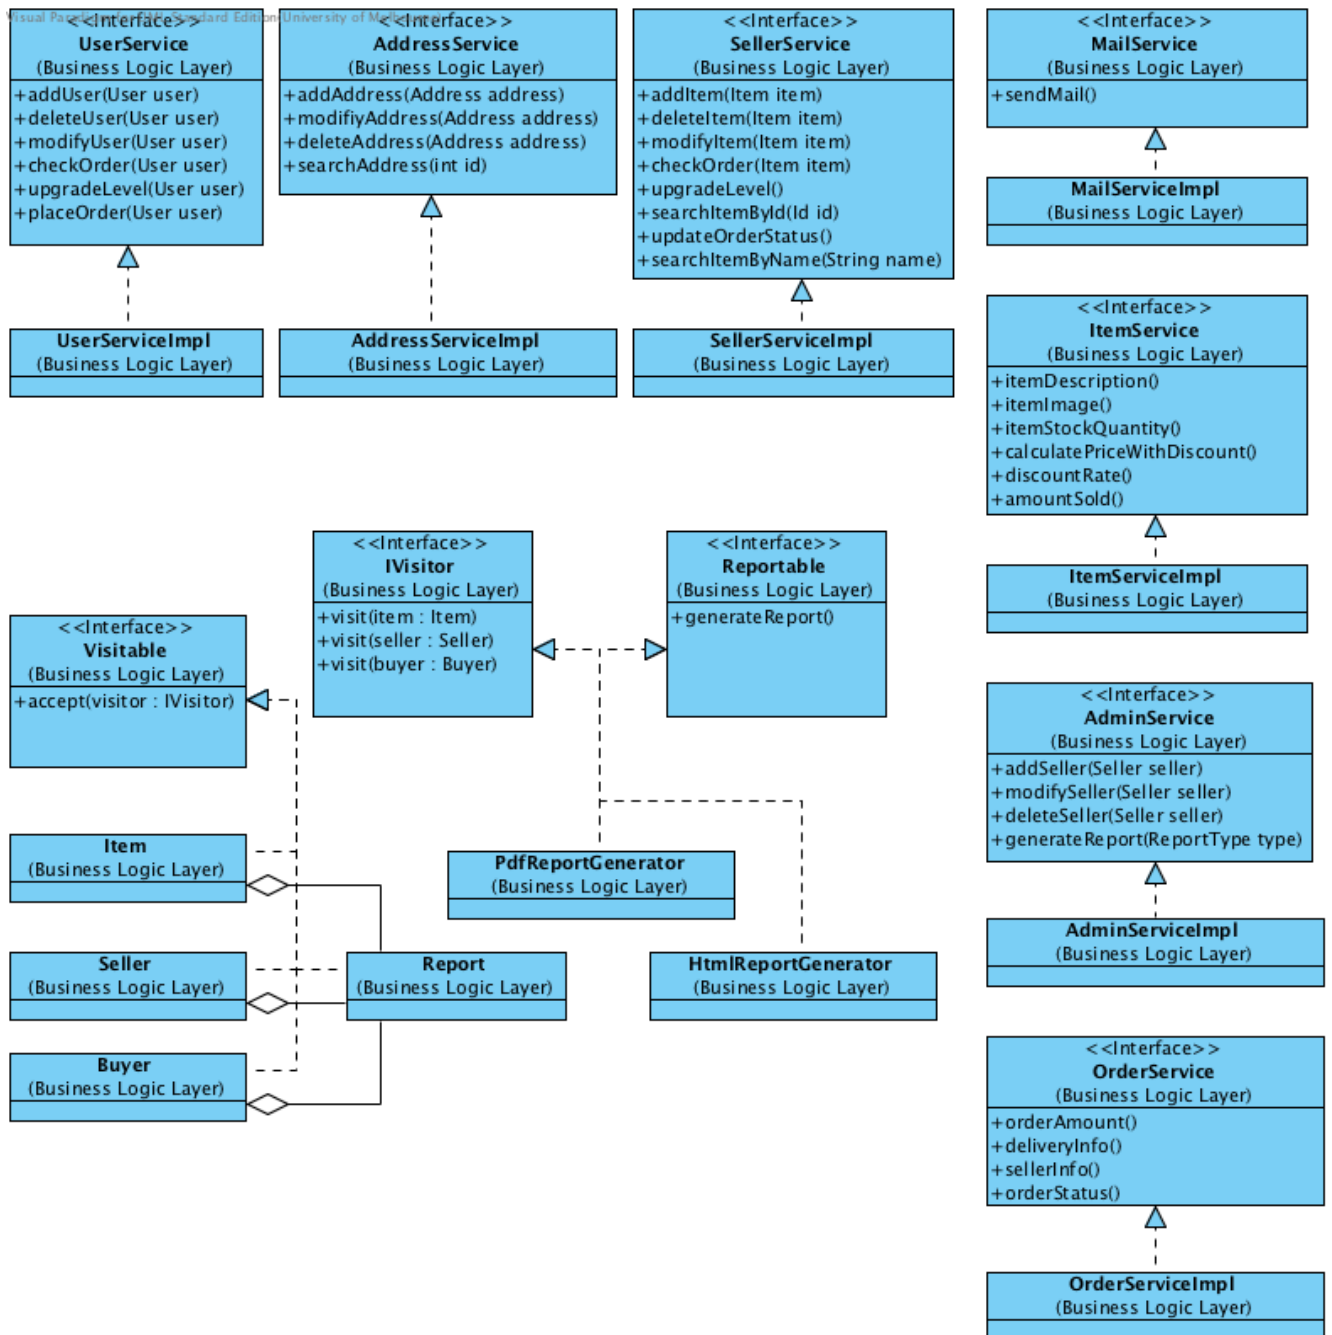 Visual Paradigm for UML Standard Edition(University of Melbourne)
<<Interface>>
UserService
(Business Logic Layer)
+addUser(User user)
+deleteUser(User user)
+modifyUser(User user)
+checkOrder(User user)
+upgradeLevel(User user)
+placeOrder(User user)
UserServiceImpl
(Business Logic Layer)
<<Interface>>
AddressService
(Business Logic Layer)
+addAddress(Address address)
+modifiyAddress(Address address)
+deleteAddress(Address address)
+searchAddress(int id)
AddressServiceImpl
(Business Logic Layer)
<<Interface>>
SellerService
(Business Logic Layer)
+addItem(Item item)
+deleteItem(Item item)
+modifyItem(Item item)
+checkOrder(Item item)
+upgradeLevel()
+searchItemById(Id id)
+updateOrderStatus()
+searchItemByName(String name)
SellerServiceImpl
(Business Logic Layer)
<<Interface>>
MailService
(Business Logic Layer)
+sendMail()
MailServiceImpl
(Business Logic Layer)
<<Interface>>
ItemService
(Business Logic Layer)
+itemDescription()
+itemImage()
+itemStockQuantity()
+calculatePriceWithDiscount()
+discountRate()
+amountSold()
ItemServiceImpl
(Business Logic Layer)
<<Interface>>
IVisitor
(Business Logic Layer)
+visit(item : Item)
+visit(seller : Seller)
+visit(buyer : Buyer)
<<Interface>>
Reportable
(Business Logic Layer)
+generateReport()
<<Interface>>
Visitable
(Business Logic Layer)
+accept(visitor : IVisitor)
Item
(Business Logic Layer)
Seller
(Business Logic Layer)
Buyer
(Business Logic Layer)
Report
(Business Logic Layer)
PdfReportGenerator
(Business Logic Layer)
HtmlReportGenerator
(Business Logic Layer)
<<Interface>>
AdminService
(Business Logic Layer)
+addSeller(Seller seller)
+modifySeller(Seller seller)
+deleteSeller(Seller seller)
+generateReport(ReportType type)
AdminServiceImpl
(Business Logic Layer)
<<Interface>>
OrderService
(Business Logic Layer)
+orderAmount()
+deliveryInfo()
+sellerInfo()
+orderStatus()
OrderServiceImpl
(Business Logic Layer)